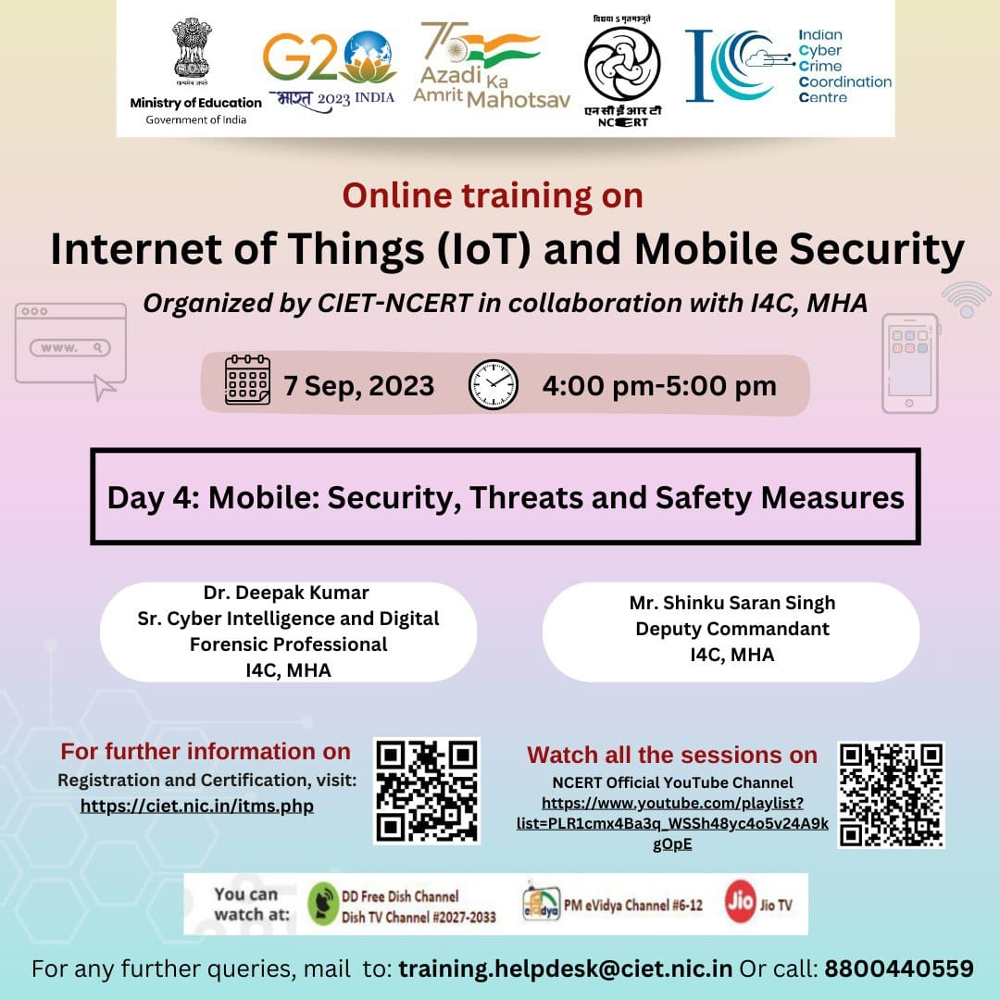 सत्यमेव जयते
Ministry of Education
Government of India
G20
भारत 2023 INDIA
75
Azadi Ka
Amrit Mahotsav
विद्यया ऽ मृतमश्नुते
एन सी ई आर टी
NCERT
Indian
Cyber
Crime
Coordination
Centre
Online training on
Internet of Things (IoT) and Mobile Security
Organized by CIET-NCERT in collaboration with I4C, MHA
www.
7 Sep, 2023
4:00 pm-5:00 pm
Day 4: Mobile: Security, Threats and Safety Measures
Dr. Deepak Kumar
Sr. Cyber Intelligence and Digital
Forensic Professional
I4C, MHA
Mr. Shinku Saran Singh
Deputy Commandant
I4C, MHA
For further information on
Registration and Certification, visit:
https://ciet.nic.in/itms.php
Watch all the sessions on
NCERT Official YouTube Channel
https://www.youtube.com/playlist?
list=PLR1cmx4Ba3q_WSSh48yc4o5v24A9k
gOpE
You can
watch at:
DD Free Dish Channel
Dish TV Channel #2027-2033
PM eVidya Channel #6-12
Jio
Jio TV
For any further queries, mail to: training.helpdesk@ciet.nic.in Or call: 8800440559